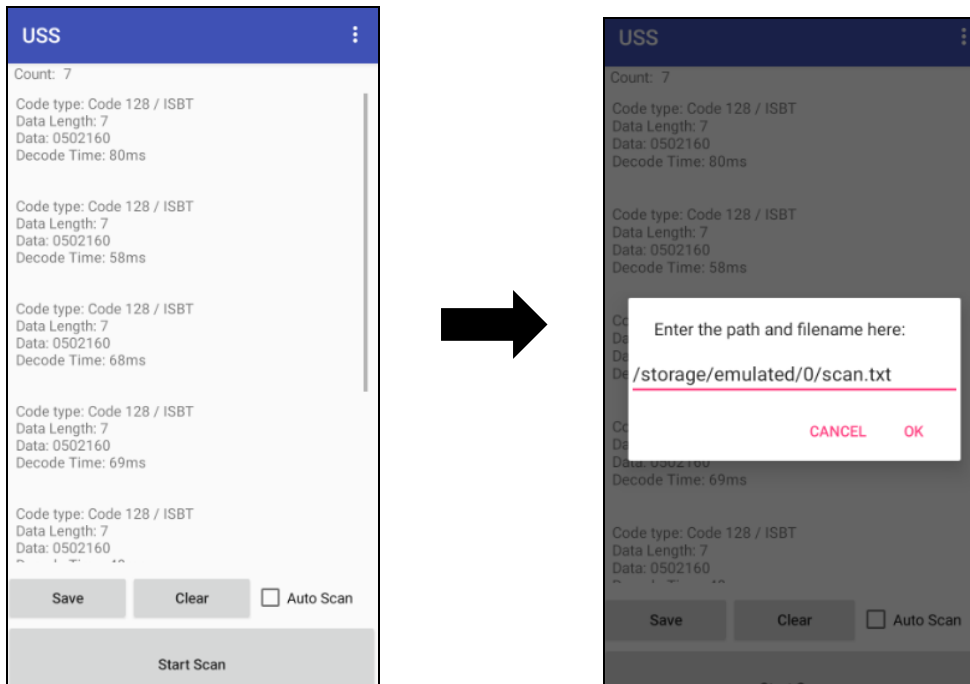 USS
Count: 7
Code type: Code 128 / ISBT
Data Length: 7
Data: 0502160
Decode Time: 80ms
Code type: Code 128 / ISBT
Data Length: 7
Data: 0502160
Decode Time: 58ms
Code type: Code 128 / ISBT
Data Length: 7
Data: 0502160
Decode Time: 68ms
Code type: Code 128 / ISBT
Data Length: 7
Data: 0502160
Decode Time: 69ms
Code type: Code 128 / ISBT
Data Length: 7
Data: 0502160
Save Clear Auto Scan
Start Scan
USS
Count: 7
Code type: Code 128 / ISBT
Data Length: 7
Data: 0502160
Decode Time: 80ms
Code type: Code 128 / ISBT
Data Length: 7
Data: 0502160
Decode Time: 58ms
Enter the path and filename here:
/storage/emulated/0/scan.txt
CANCEL OK
Data: 0502160
Decode Time: 69ms
Code type: Code 128 / ISBT
Data Length: 7
Data: 0502160
Save Clear Auto Scan